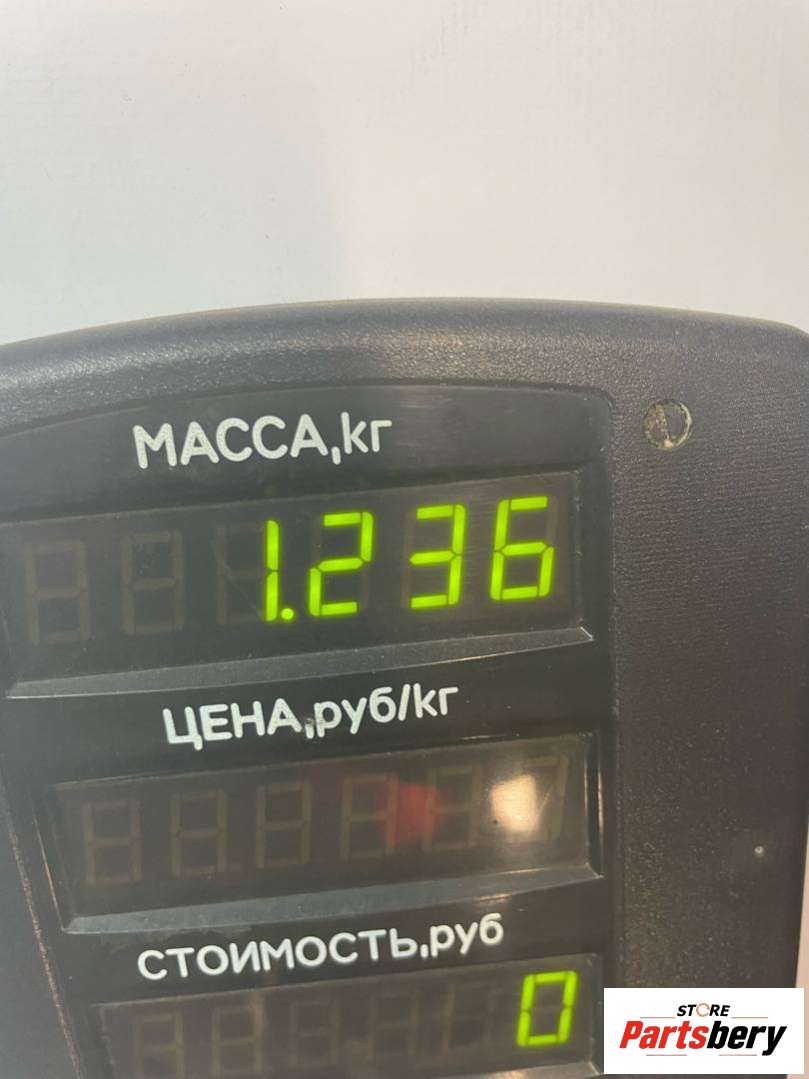 МАССА,кг
1.236
ЦЕНА,руб/кг
СТОИМОСТЬ,руб
0
STORE
Partsbery